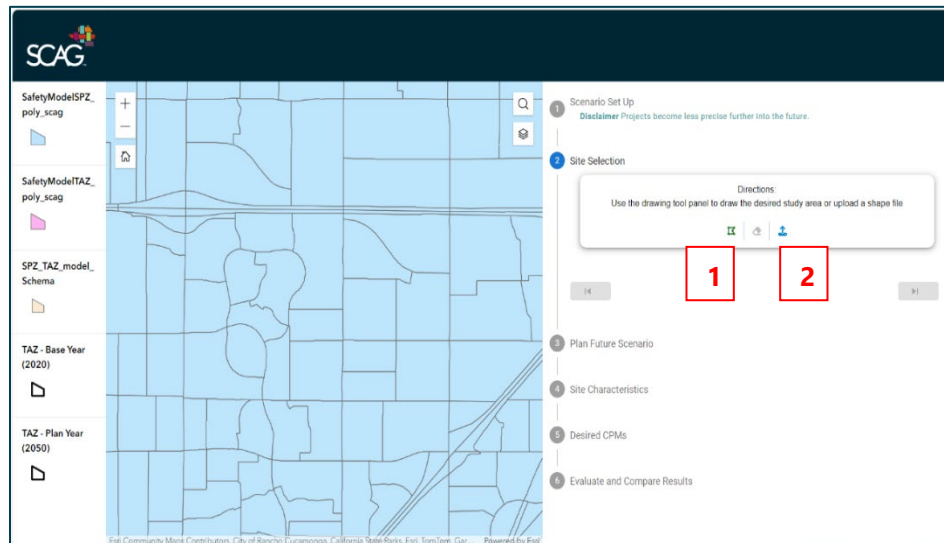 SCAG
SafetyModelSPZ_
poly_scag
SafetyModelTAZ_
poly_scag
SPZ_TAZ_model_
Schema
TAZ - Base Year
(2020)
TAZ - Plan Year
(2050)
Esri Community Maps Contributors, City of Rancho Cucamonga, California State Parks, Esri, TomTom, Gar... Powered by Esri
1 Scenario Set Up
Disclaimer Projects become less precise further into the future.
2 Site Selection
Directions:
Use the drawing tool panel to draw the desired study area or upload a shape file
1 2
3 Plan Future Scenario
4 Site Characteristics
5 Desired CPMs
6 Evaluate and Compare Results